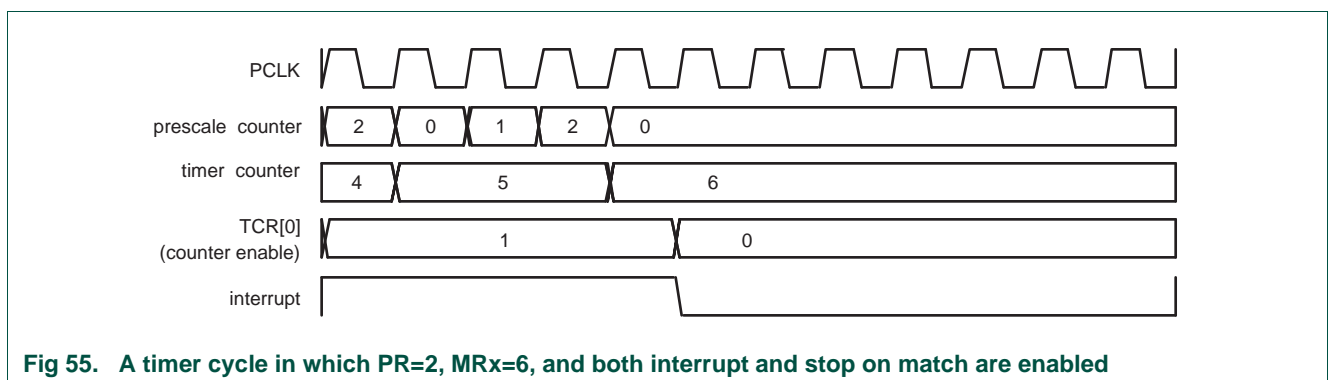 PCLK
prescale counter 2 0 1 2 0
timer counter 4 5 6
TCR[0]
(counter enable) 1 0
interrupt
Fig 55. A timer cycle in which PR=2, MRx=6, and both interrupt and stop on match are enabled